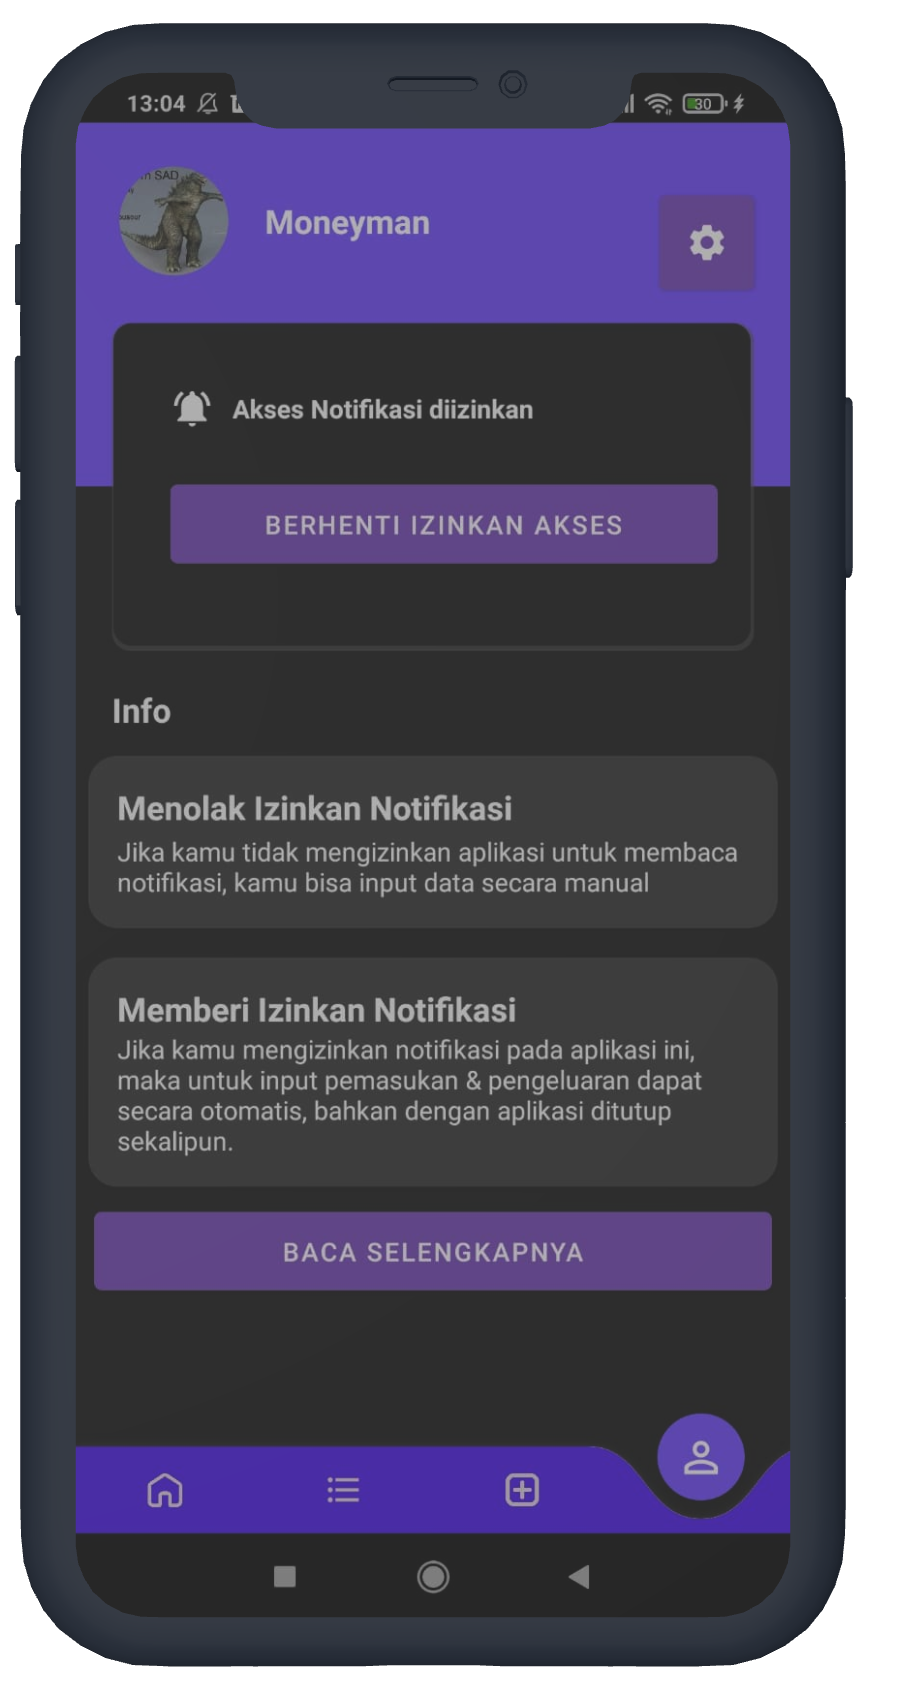 13:04
30
n SAD
Moneyman
Akses Notifikasi diizinkan
BERHENTI IZINKAN AKSES
Info
Menolak Izinkan Notifikasi
Jika kamu tidak mengizinkan aplikasi untuk membaca
notifikasi, kamu bisa input data secara manual
Memberi Izinkan Notifikasi
Jika kamu mengizinkan notifikasi pada aplikasi ini,
maka untuk input pemasukan & pengeluaran dapat
secara otomatis, bahkan dengan aplikasi ditutup
sekalipun.
BACA SELENGKAPNYA